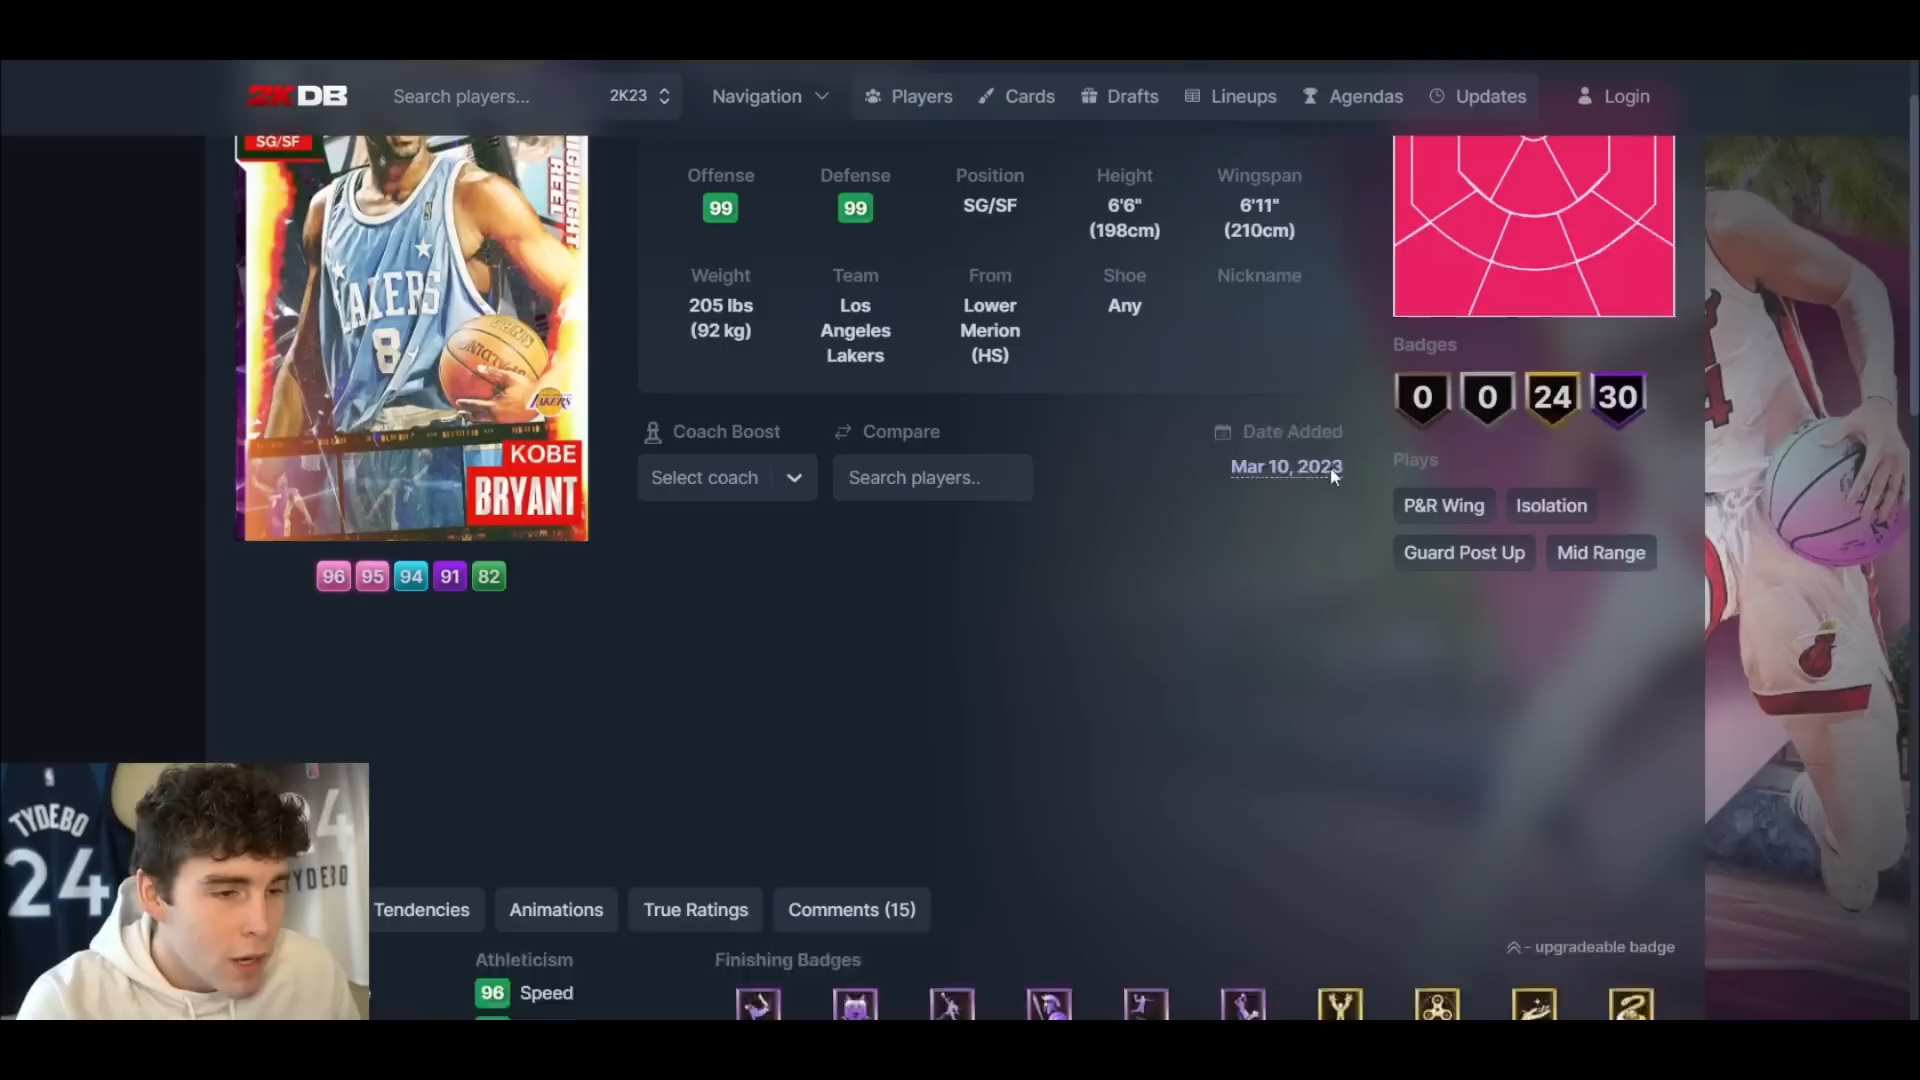 2KDB
Search players...
2K23
Navigation
Players
Cards
Drafts
Lineups
Agendas
Updates
Login
SG/SF
HIGHLIGHT
REEL
LAKERS
8
SPALDING
LAKERS
KOBE
BRYANT
96 95 94 91 82
Offense
99
Defense
99
Position
SG/SF
Height
6'6"
(198cm)
Wingspan
6'11"
(210cm)
Weight
205 lbs
(92 kg)
Team
Los
Angeles
Lakers
From
Lower
Merion
(HS)
Shoe
Any
Nickname
Coach Boost
Select coach
Compare
Search players..
Date Added
Mar 10, 2023
Badges
0 0 24 30
Plays
P&R Wing
Isolation
Guard Post Up
Mid Range
Tendencies
Animations
True Ratings
Comments (15)
- upgradeable badge
Athleticism
96 Speed
Finishing Badges
TYDEBO
24
24
TYDEBO